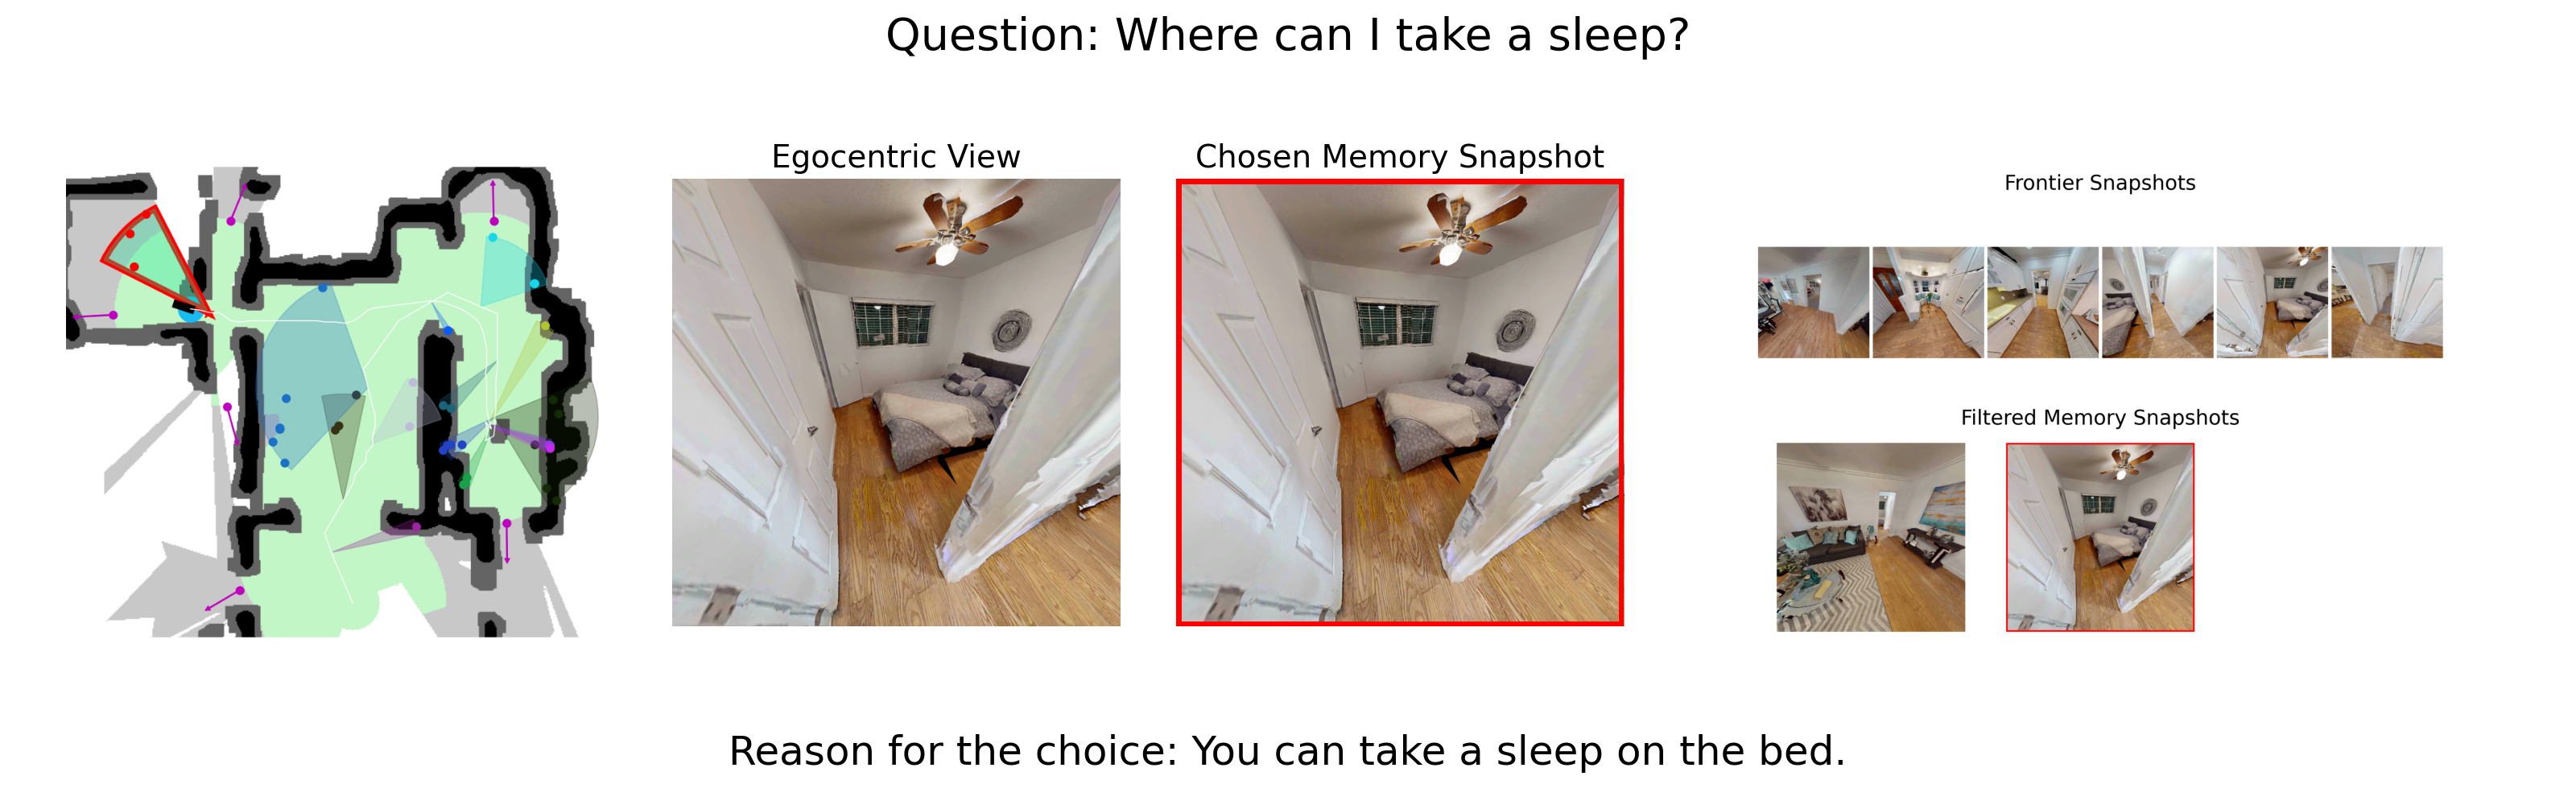 Question: Where can I take a sleep?
Egocentric View
Chosen Memory Snapshot
Frontier Snapshots
Filtered Memory Snapshots
Reason for the choice: You can take a sleep on the bed.